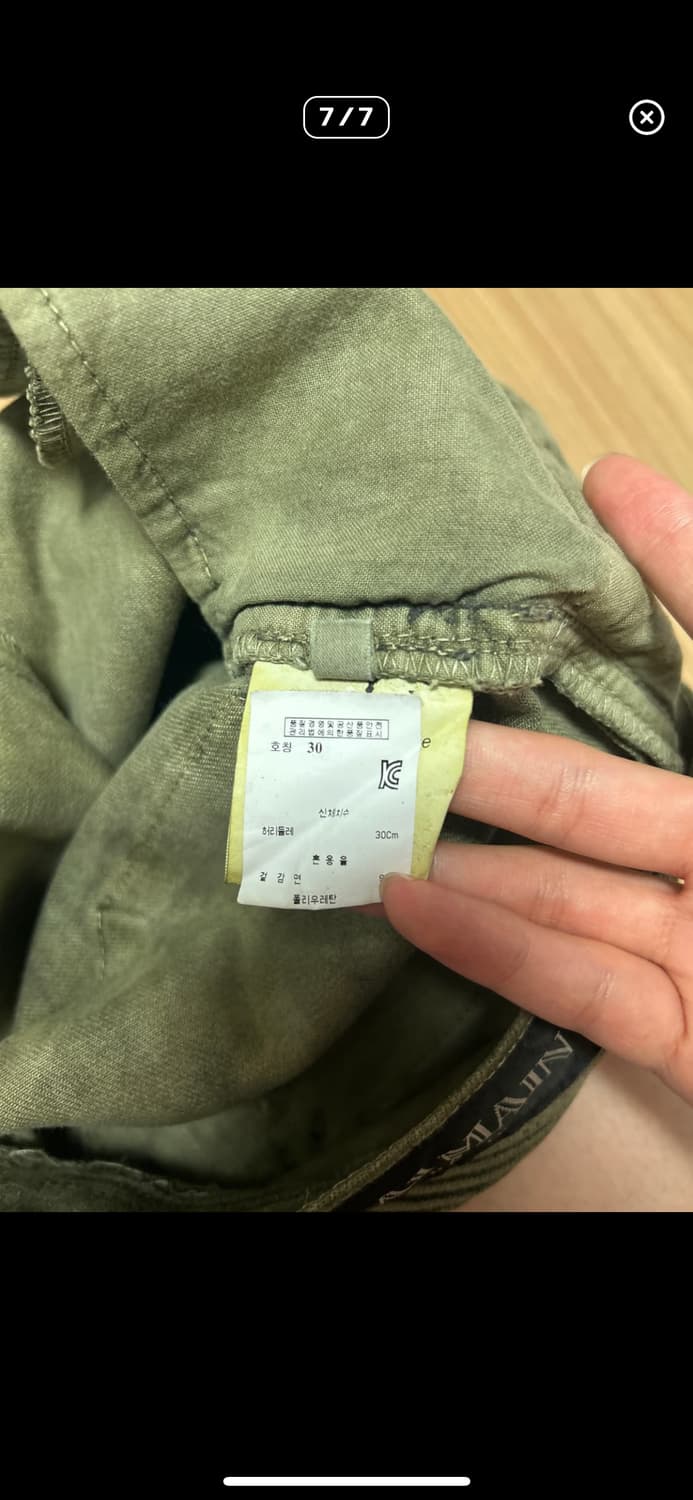 7/7
품질경영및공산품안전
관리법에의한품질표시
호칭 30
e
KC
신체치수
허리둘레 30Cm
혼용율
겉감 면
폴리우레탄